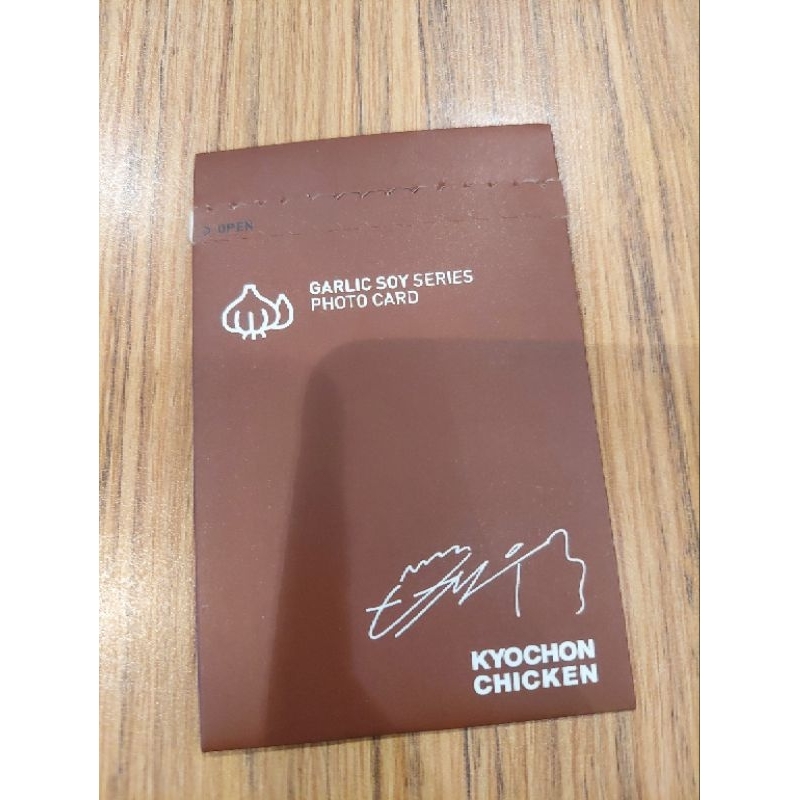 OPEN
GARLIC SOY SERIES
PHOTO CARD
KYOCHON
CHICKEN